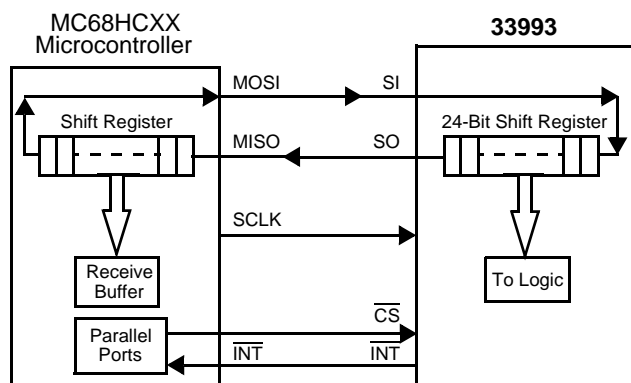 MC68HCXX
Microcontroller
33993
MOSI
SI
Shift Register
24-Bit Shift Register
MISO
SO
SCLK
Receive
Buffer
To Logic
CS
Parallel
Ports
INT
INT